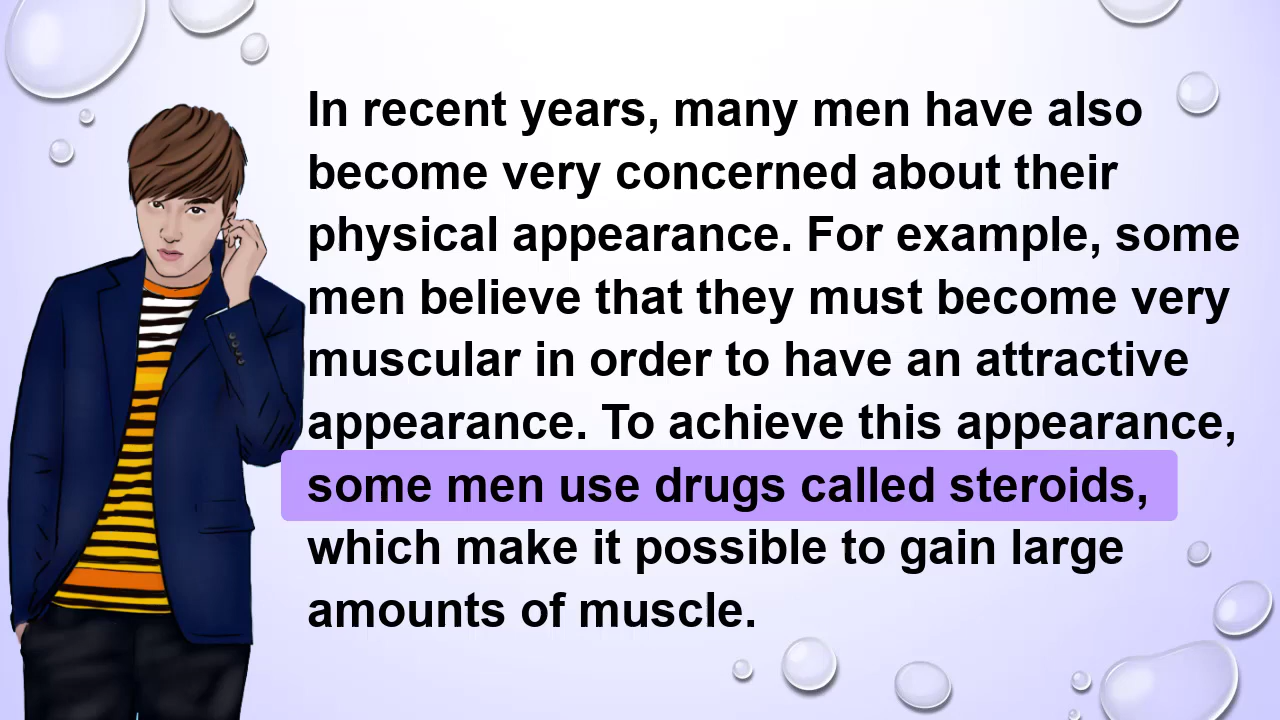 In recent years, many men have also
become very concerned about their
physical appearance. For example, some
men believe that they must become very
muscular in order to have an attractive
appearance. To achieve this appearance,
some men use drugs called steroids,
which make it possible to gain large
amounts of muscle.